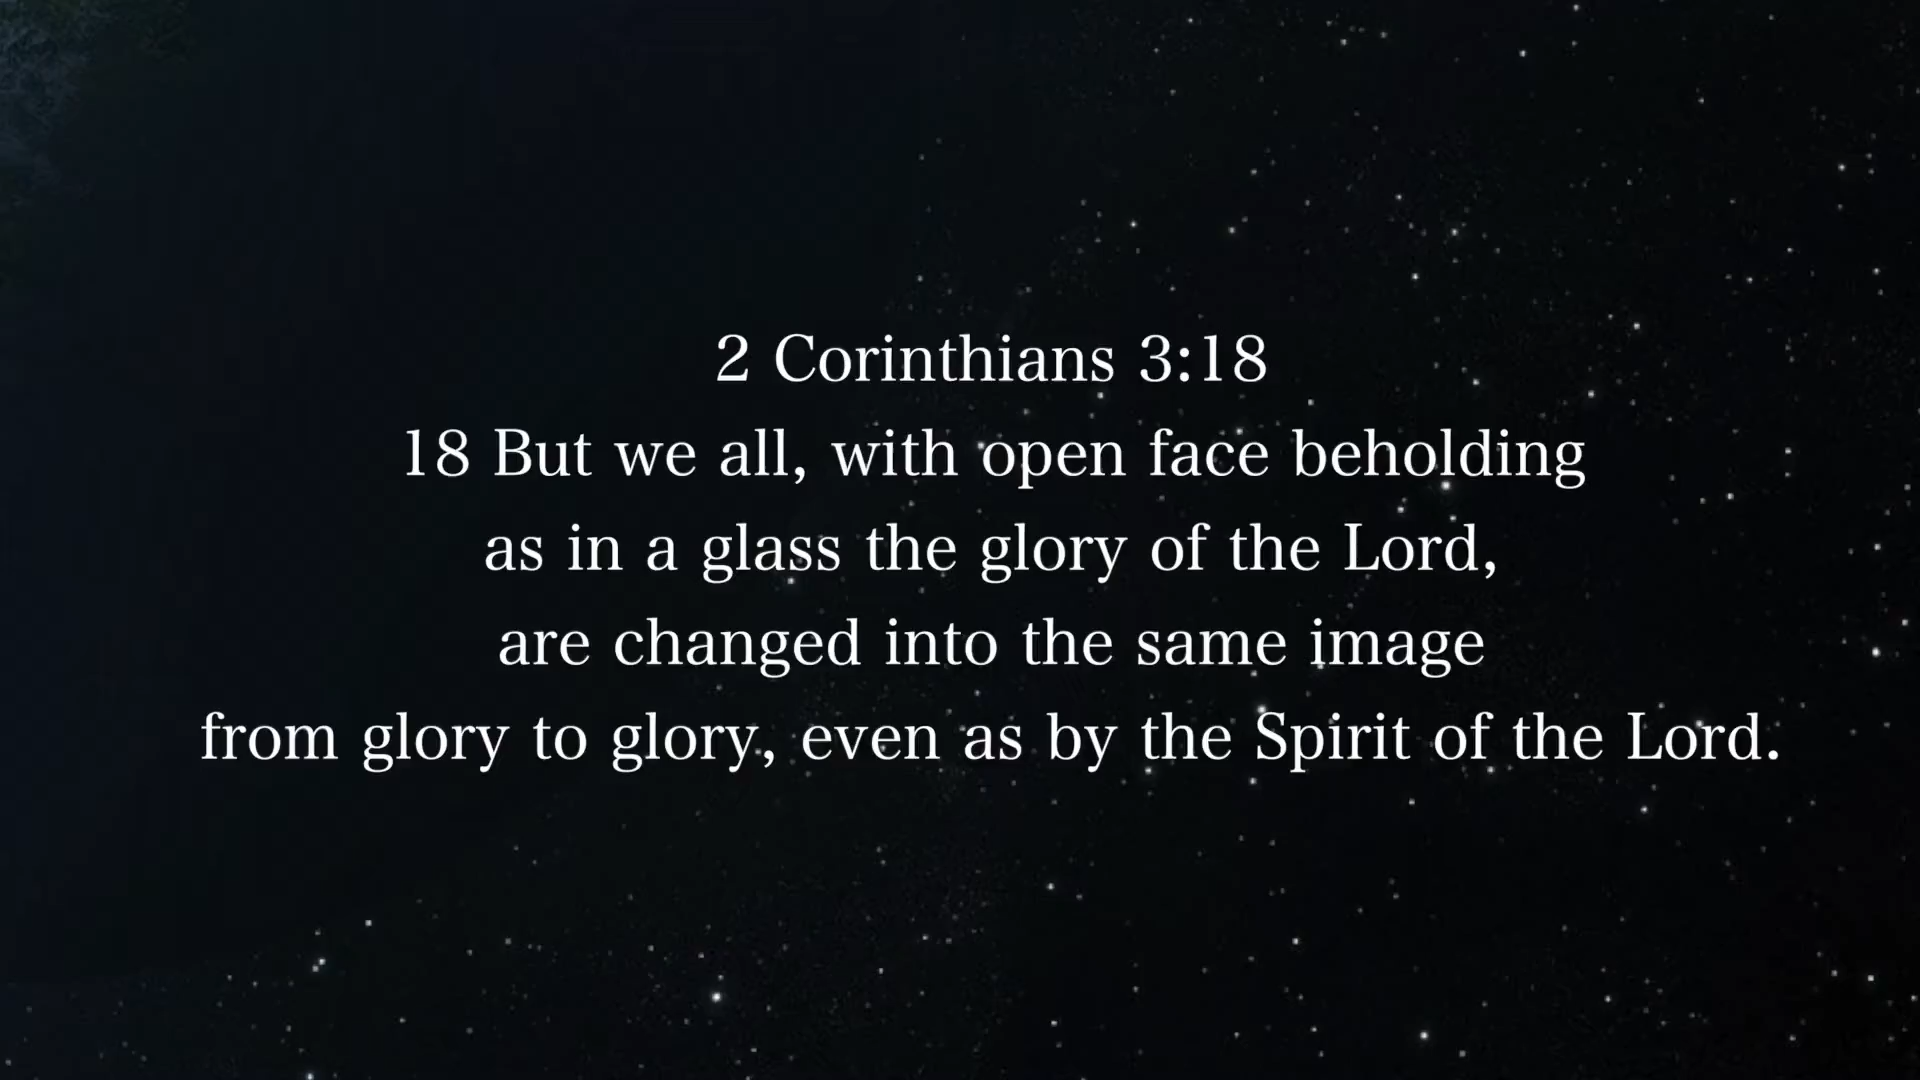 2 Corinthians 3:18
18 But we all, with open face beholding
as in a glass the glory of the Lord,
are changed into the same image
from glory to glory, even as by the Spirit of the Lord.